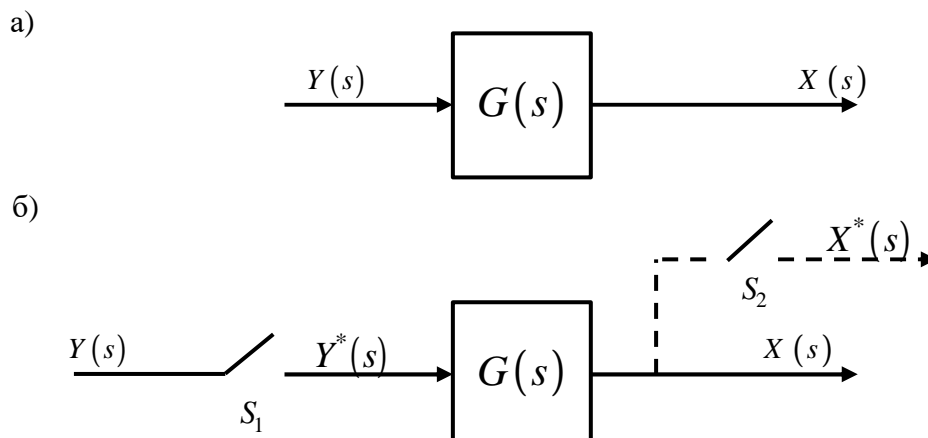 а)
Y(s)
G(s)
X (s)
б)
X*(s)
S₂
Y(s)
Y*(s)
G(s)
X (s)
S₁